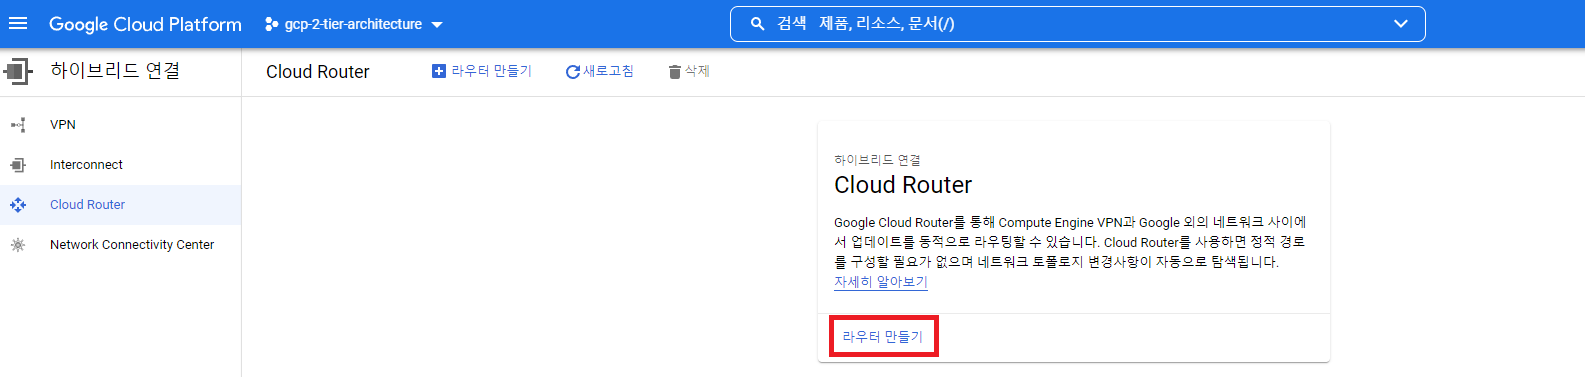 Google Cloud Platform
gcp-2-tier-architecture
검색 제품, 리소스, 문서(/)
하이브리드 연결
Cloud Router
라우터 만들기
새로고침
삭제
VPN
Interconnect
Cloud Router
Network Connectivity Center
하이브리드 연결
Cloud Router
Google Cloud Router를 통해 Compute Engine VPN과 Google 외의 네트워크 사이에
서 업데이트를 동적으로 라우팅할 수 있습니다. Cloud Router를 사용하면 정적 경로
를 구성할 필요가 없으며 네트워크 토폴로지 변경사항이 자동으로 탐색됩니다.
자세히 알아보기
라우터 만들기